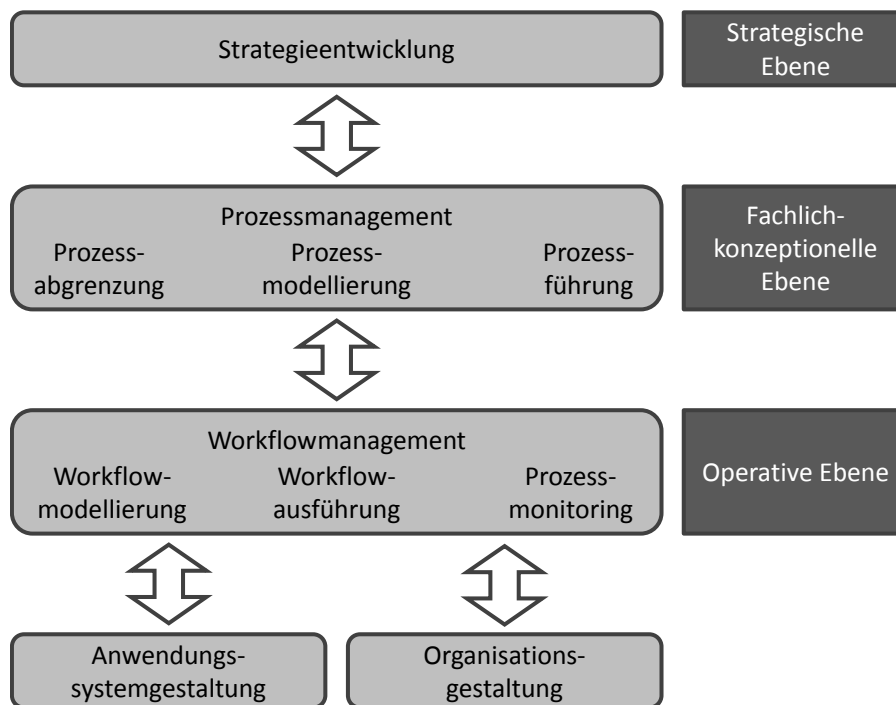 Strategieentwicklung
Strategische
Ebene
Prozessmanagement
Prozess-
abgrenzung
Prozess-
modellierung
Prozess-
führung
Fachlich-
konzeptionelle
Ebene
Workflowmanagement
Workflow-
modellierung
Workflow-
ausführung
Prozess-
monitoring
Operative Ebene
Anwendungs-
systemgestaltung
Organisations-
gestaltung